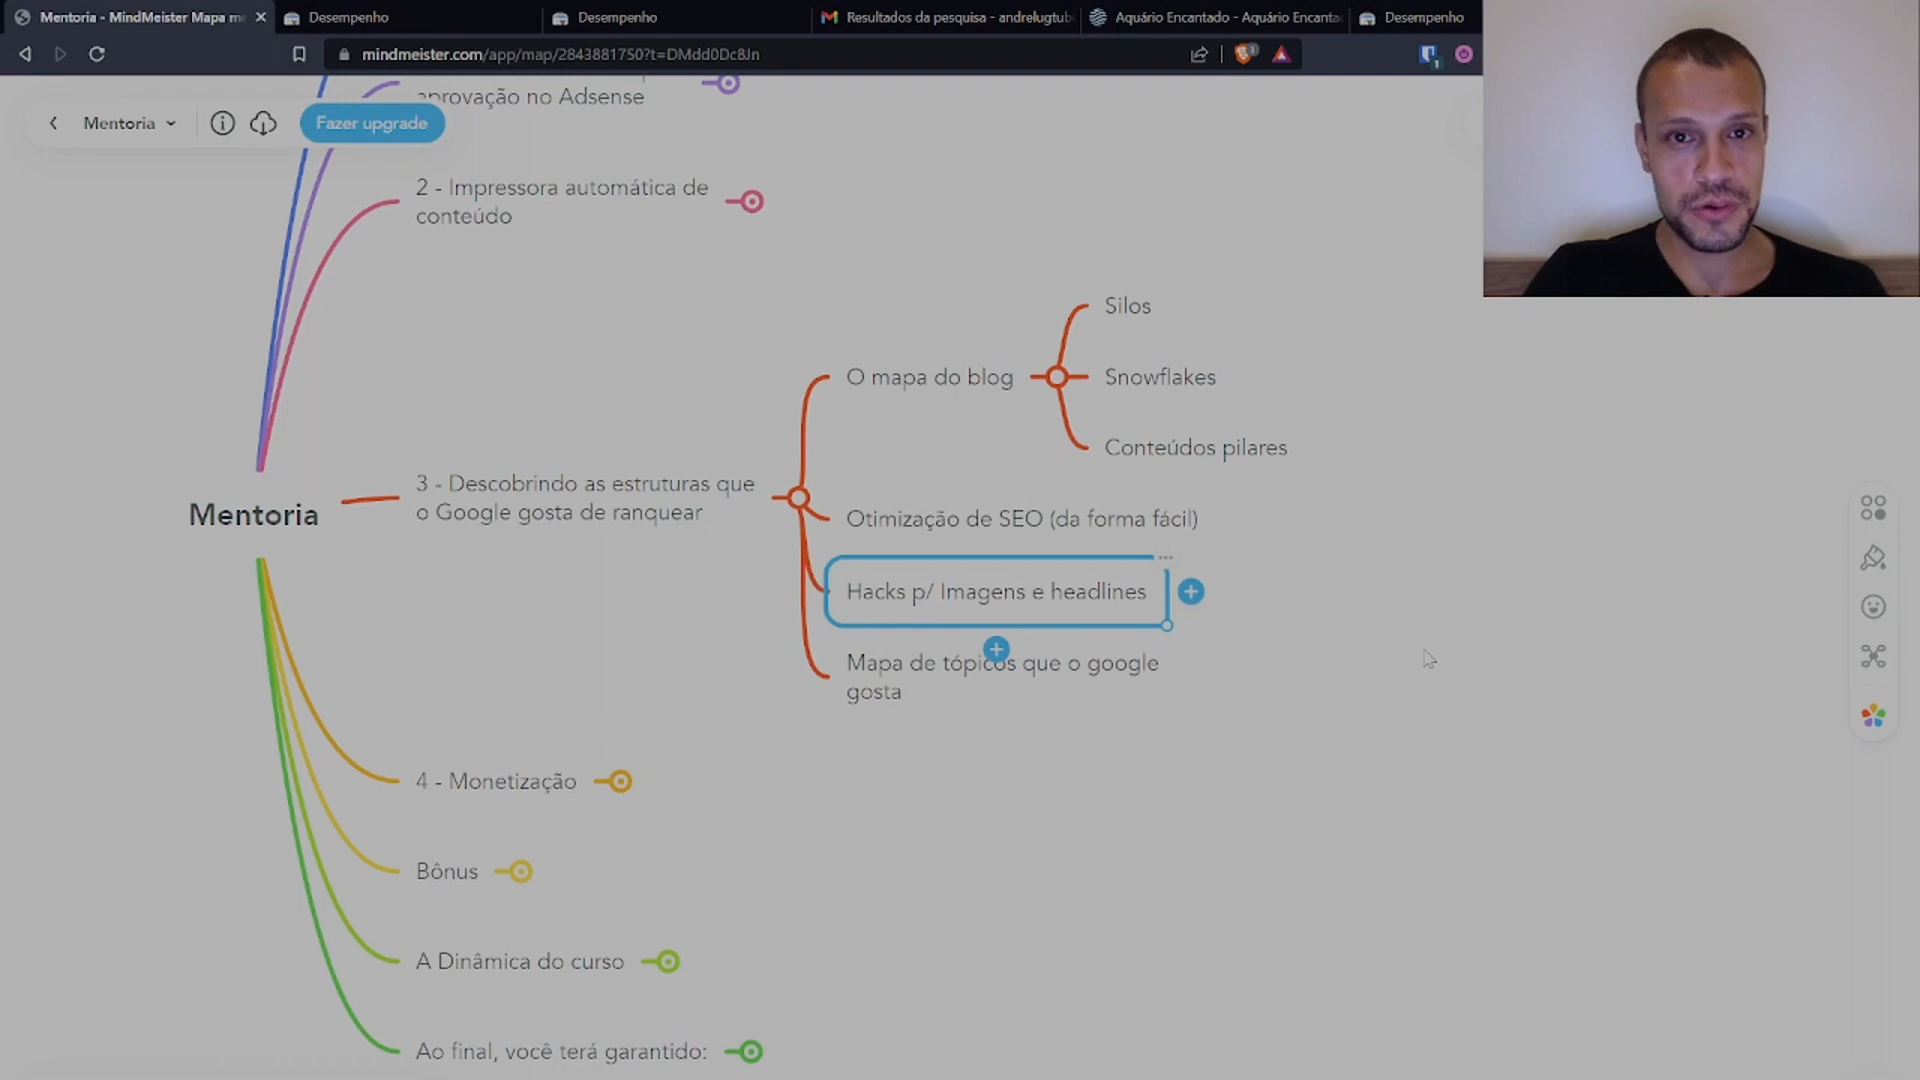 Mentoria - MindMeister Mapa m
Desempenho
Desempenho
Resultados da pesquisa - andrelugtub
Aquário Encantado - Aquário Encanta
Desempenho
mindmeister.com/app/map/2843881750?t=DMdd0Dc8Jn
1
1
aprovação no Adsense
Mentoria
Fazer upgrade
2 - Impressora automática de
conteúdo
Silos
O mapa do blog
Snowflakes
Conteúdos pilares
3 - Descobrindo as estruturas que
o Google gosta de ranquear
Mentoria
Otimização de SEO (da forma fácil)
Hacks p/ Imagens e headlines
Mapa de tópicos que o google
gosta
4 - Monetização
Bônus
A Dinâmica do curso
Ao final, você terá garantido: